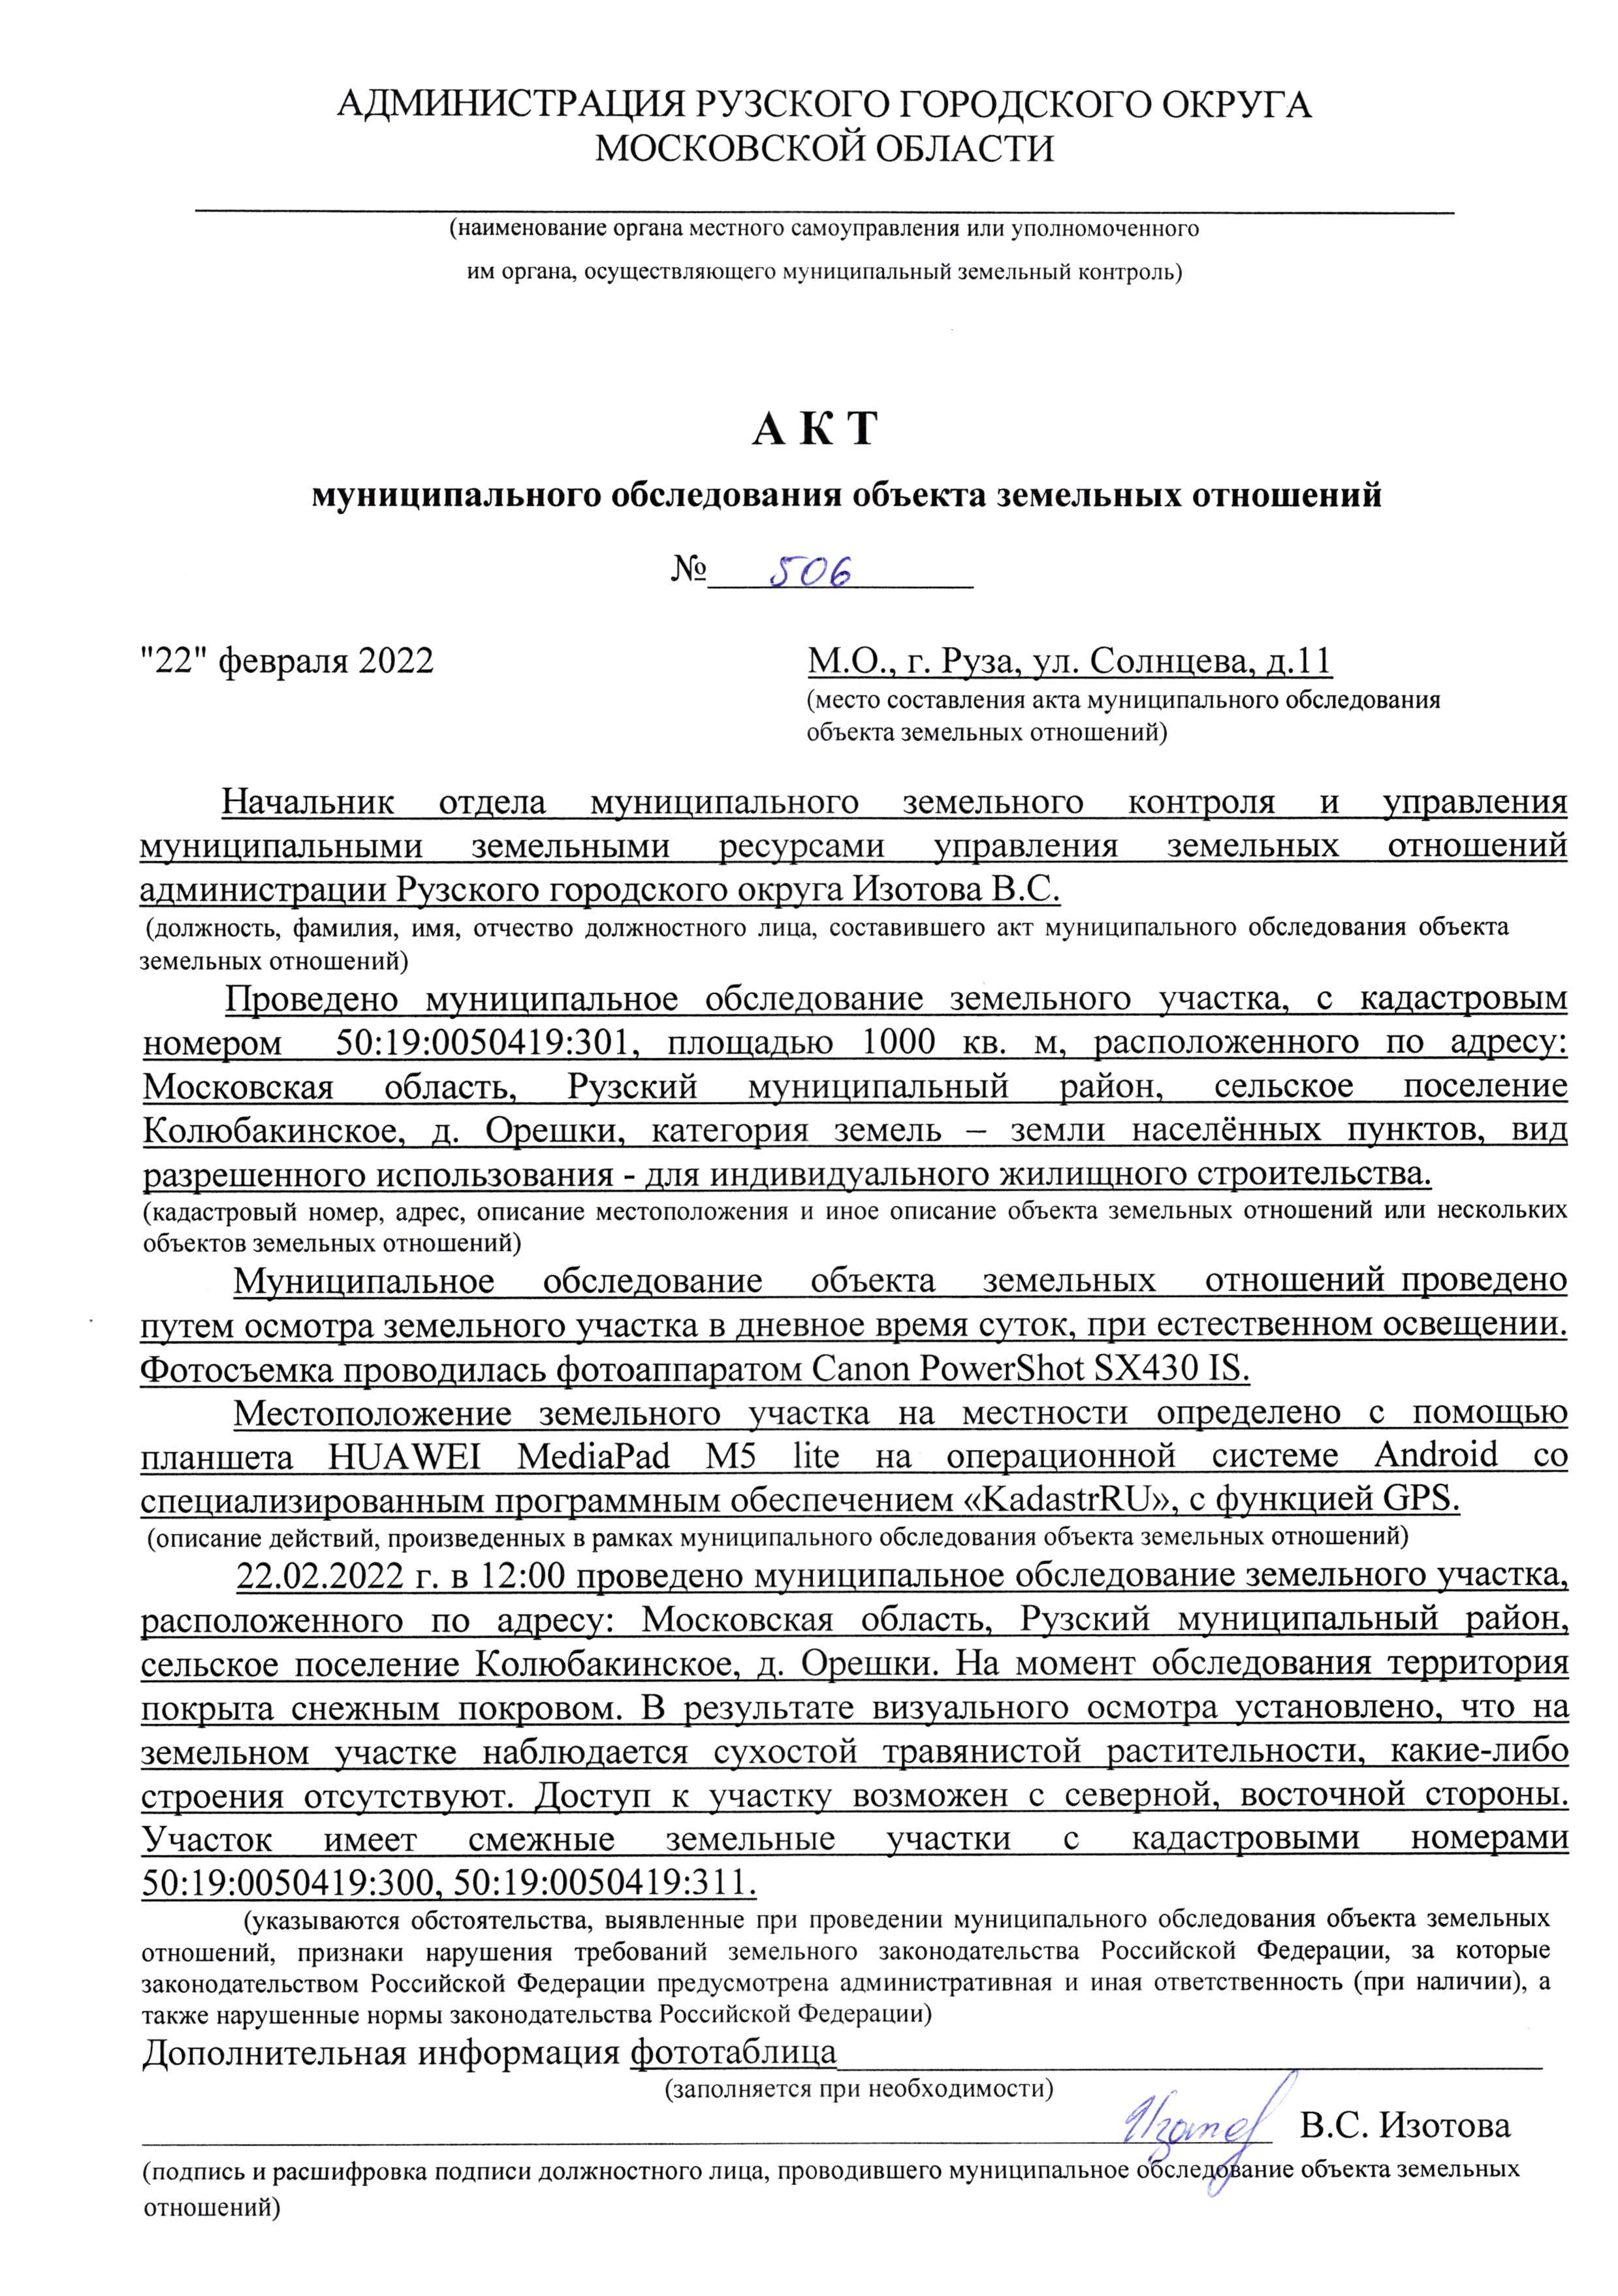 АДМИНИСТРАЦИЯ РУЗСКОГО ГОРОДСКОГО ОКРУГА
МОСКОВСКОЙ ОБЛАСТИ
(наименование органа местного самоуправления или уполномоченного
им органа, осуществляющего муниципальный земельный контроль)
А К Т
муниципального обследования объекта земельных отношений
№ 506
"22" февраля 2022
М.О., г. Руза, ул. Солнцева, д.11
(место составления акта муниципального обследования
объекта земельных отношений)
Начальник отдела муниципального земельного контроля и управления
муниципальными земельными ресурсами управления земельных отношений
администрации Рузского городского округа Изотова В.С.
(должность, фамилия, имя, отчество должностного лица, составившего акт муниципального обследования объекта
земельных отношений)
Проведено муниципальное обследование земельного участка, с кадастровым
номером 50:19:0050419:301, площадью 1000 кв. м, расположенного по адресу:
Московская область, Рузский муниципальный район, сельское поселение
Колюбакинское, д. Орешки, категория земель – земли населённых пунктов, вид
разрешенного использования - для индивидуального жилищного строительства.
(кадастровый номер, адрес, описание местоположения и иное описание объекта земельных отношений или нескольких
объектов земельных отношений)
Муниципальное обследование объекта земельных отношений проведено
путем осмотра земельного участка в дневное время суток, при естественном освещении.
Фотосъемка проводилась фотоаппаратом Canon PowerShot SX430 IS.
Местоположение земельного участка на местности определено с помощью
планшета HUAWEI MediaPad M5 lite на операционной системе Android со
специализированным программным обеспечением «KadastrRU», с функцией GPS.
(описание действий, произведенных в рамках муниципального обследования объекта земельных отношений)
22.02.2022 г. в 12:00 проведено муниципальное обследование земельного участка,
расположенного по адресу: Московская область, Рузский муниципальный район,
сельское поселение Колюбакинское, д. Орешки. На момент обследования территория
покрыта снежным покровом. В результате визуального осмотра установлено, что на
земельном участке наблюдается сухостой травянистой растительности, какие-либо
строения отсутствуют. Доступ к участку возможен с северной, восточной стороны.
Участок имеет смежные земельные участки с кадастровыми номерами
50:19:0050419:300, 50:19:0050419:311.
(указываются обстоятельства, выявленные при проведении муниципального обследования объекта земельных
отношений, признаки нарушения требований земельного законодательства Российской Федерации, за которые
законодательством Российской Федерации предусмотрена административная и иная ответственность (при наличии), а
также нарушенные нормы законодательства Российской Федерации)
Дополнительная информация фототаблица
(заполняется при необходимости)
Изотов В.С. Изотова
(подпись и расшифровка подписи должностного лица, проводившего муниципальное обследование объекта земельных
отношений)